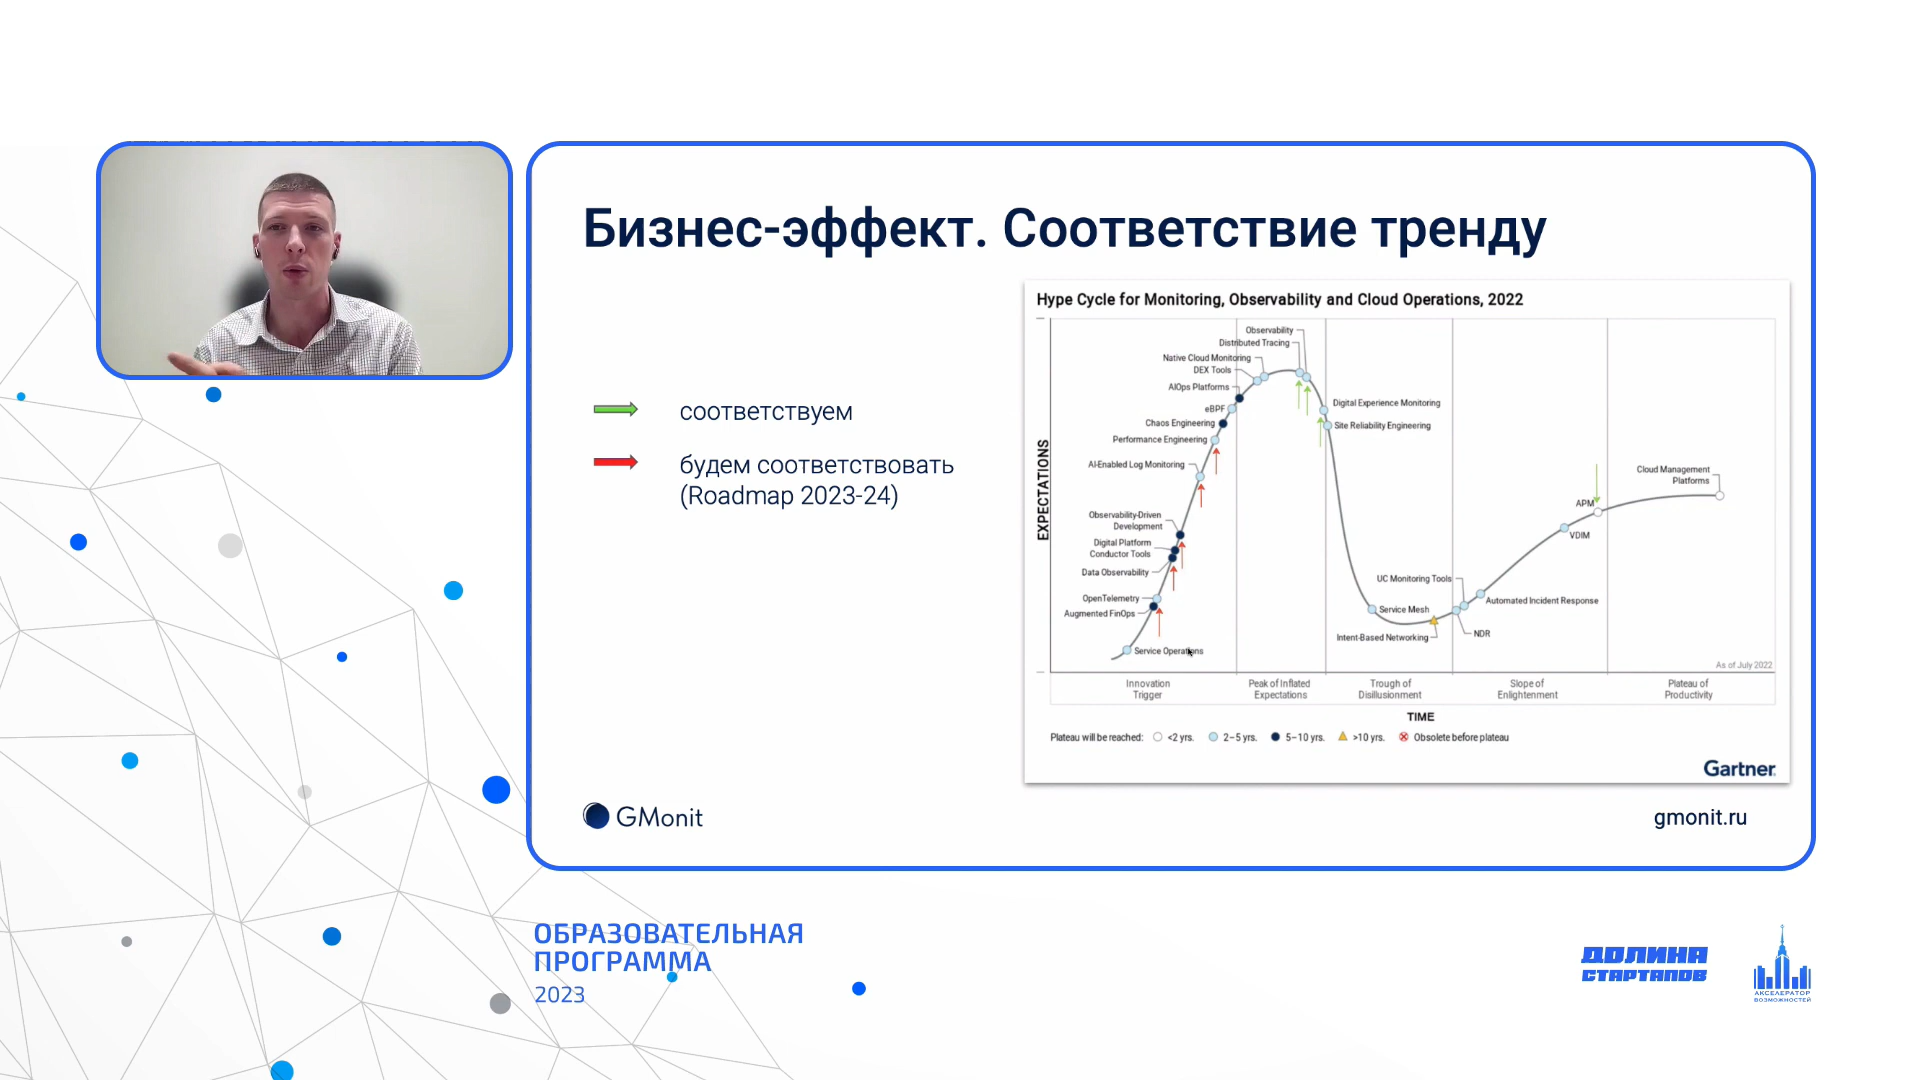 Бизнес-эффект. Соответствие тренду
соответствуем
будем соответствовать
(Roadmap 2023-24)
Hype Cycle for Monitoring, Observability and Cloud Operations, 2022
Observability
Distributed Tracing
Native Cloud Monitoring
DEX Tools
AIOps Platforms
eBPF
Chaos Engineering
Performance Engineering
AI-Enabled Log Monitoring
Observability-Driven
Development
Digital Platform
Conductor Tools
Data Observability
OpenTelemetry
Augmented FinOps
Service Operations
Digital Experience Monitoring
Site Reliability Engineering
Service Mesh
Intent-Based Networking
UC Monitoring Tools
NDR
Automated Incident Response
VDIM
APM
Cloud Management
Platforms
EXPECTATIONS
As of July 2022
Innovation
Trigger
Peak of Inflated
Expectations
Trough of
Disillusionment
Slope of
Enlightenment
Plateau of
Productivity
TIME
Plateau will be reached: <2 yrs. 2–5 yrs. 5–10 yrs. >10 yrs. Obsolete before plateau
Gartner
GMonit
gmonit.ru
ОБРАЗОВАТЕЛЬНАЯ
ПРОГРАММА
2023
ДОЛИНА
СТАРТАПОВ
АКСЕЛЕРАТОР
ВОЗМОЖНОСТЕЙ